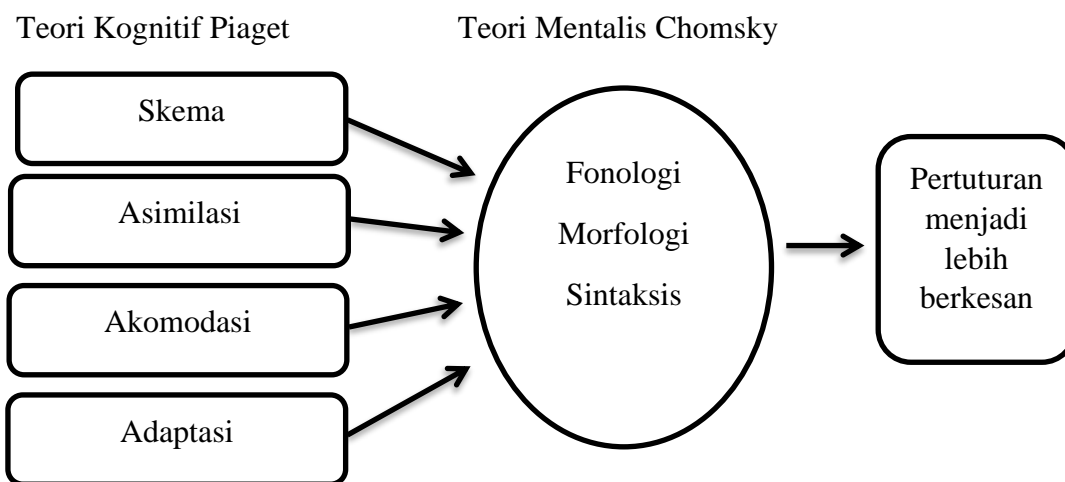 Teori Kognitif Piaget
Teori Mentalis Chomsky
Skema
Asimilasi
Akomodasi
Adaptasi
Fonologi
Morfologi
Sintaksis
Pertuturan
menjadi
lebih
berkesan